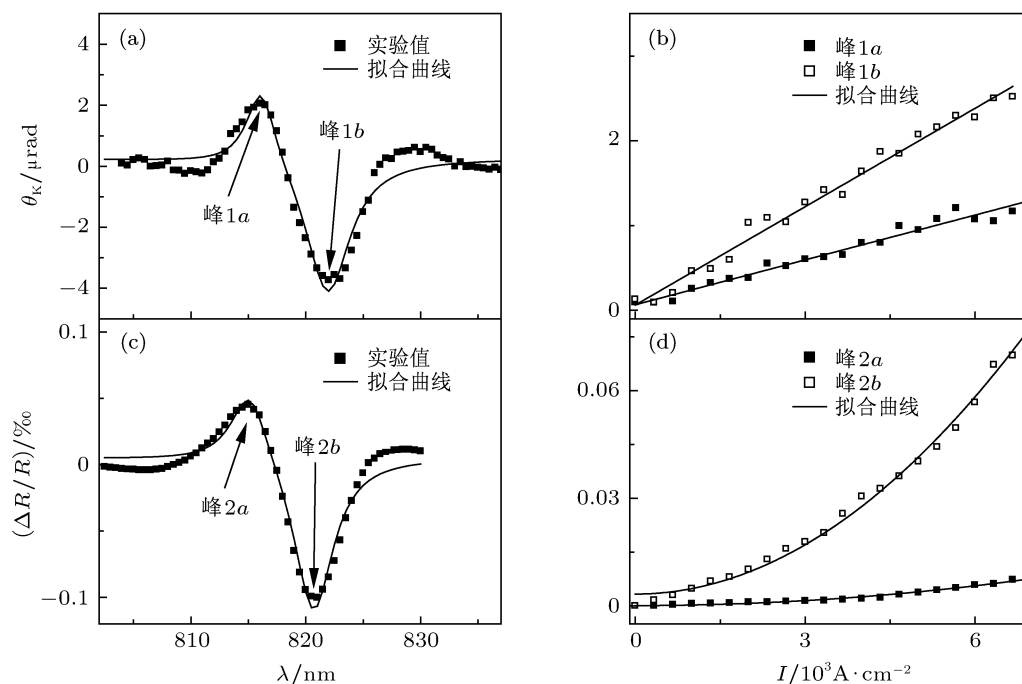 (a)
实验值
拟合曲线
峰1b
峰1a
4
2
0
−2
−4
θK/μrad
(b)
峰1a
峰1b
拟合曲线
2
0
(c)
实验值
拟合曲线
峰2b
峰2a
0.1
0
−0.1
(ΔR/R)/‰
810 820 830
λ/nm
(d)
峰2a
峰2b
拟合曲线
0.06
0.03
0
0 3 6
I/10³A·cm⁻²